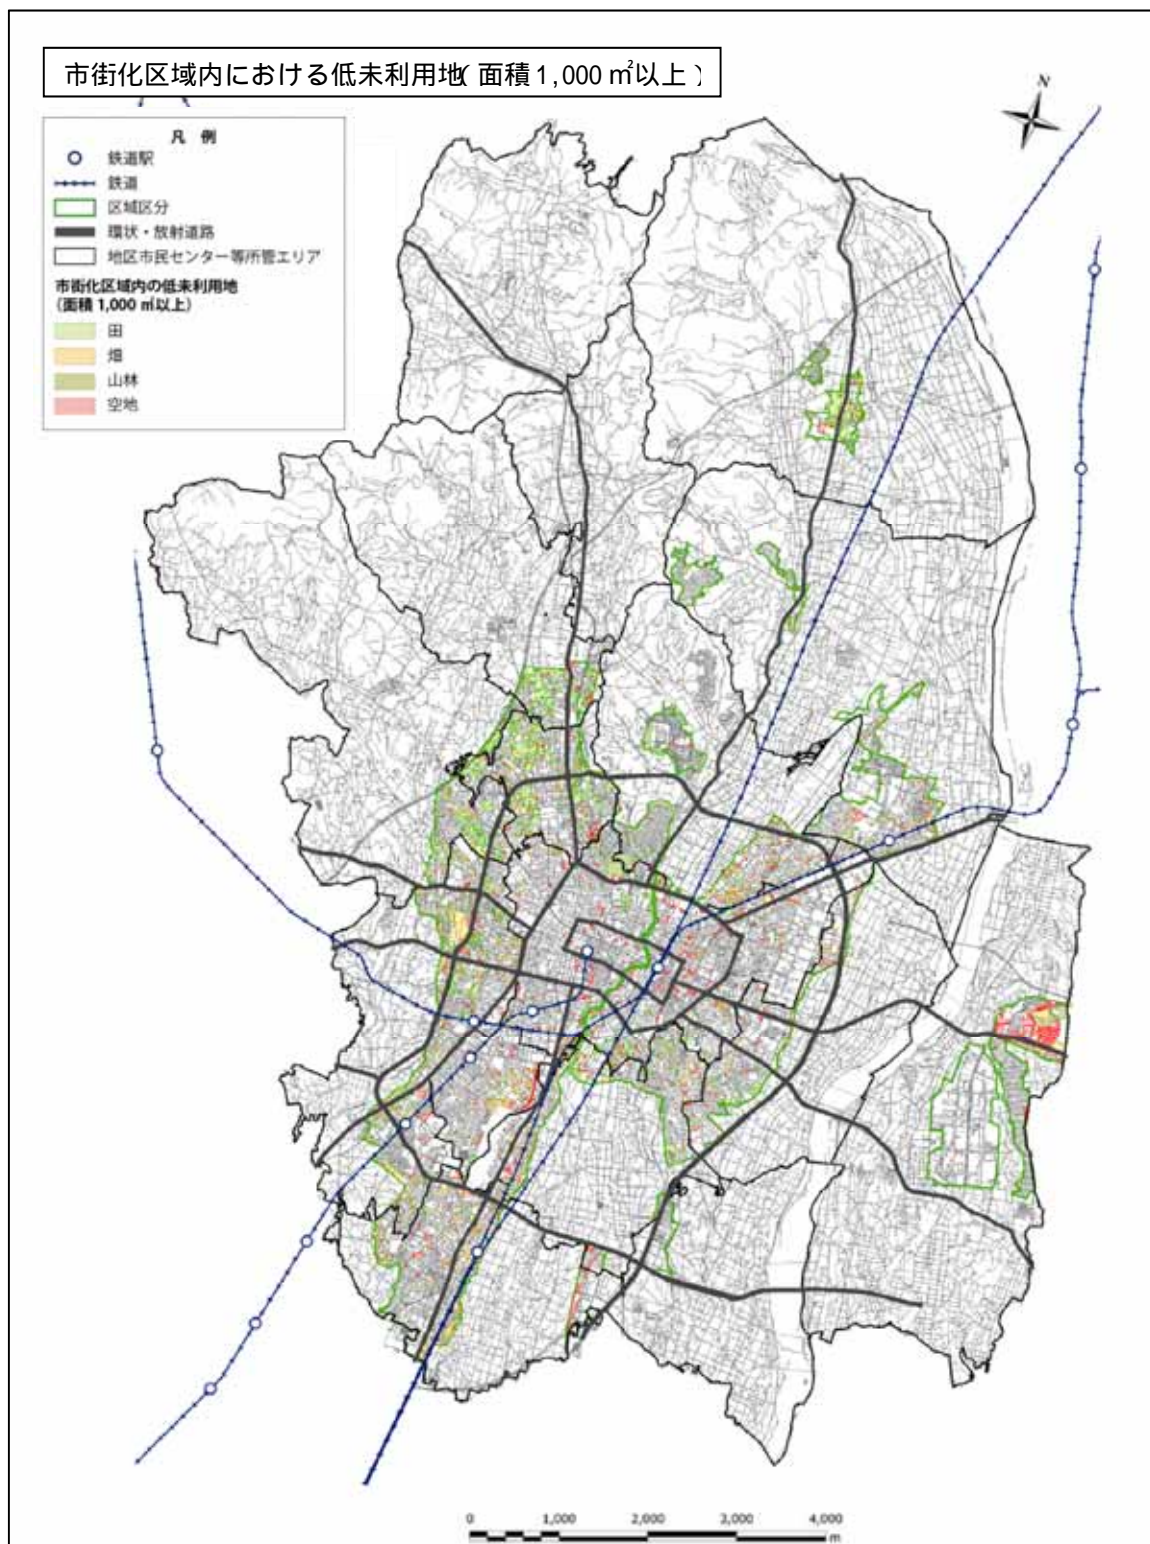 市街化区域内における低未利用地(面積1,000㎡以上)
N
凡 例
鉄道駅
鉄道
区域区分
環状・放射道路
地区市民センター等所管エリア
市街化区域内の低未利用地
(面積 1,000 ㎡以上)
田
畑
山林
空地
0 1,000 2,000 3,000 4,000
m